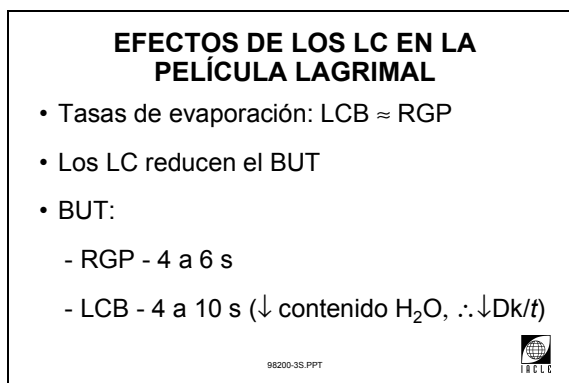 EFECTOS DE LOS LC EN LA
PELÍCULA LAGRIMAL
• Tasas de evaporación: LCB ≈ RGP
• Los LC reducen el BUT
• BUT:
- RGP - 4 a 6 s
- LCB - 4 a 10 s (↓ contenido H₂O, ∴↓Dk/t)
98200-3S.PPT
IACLE